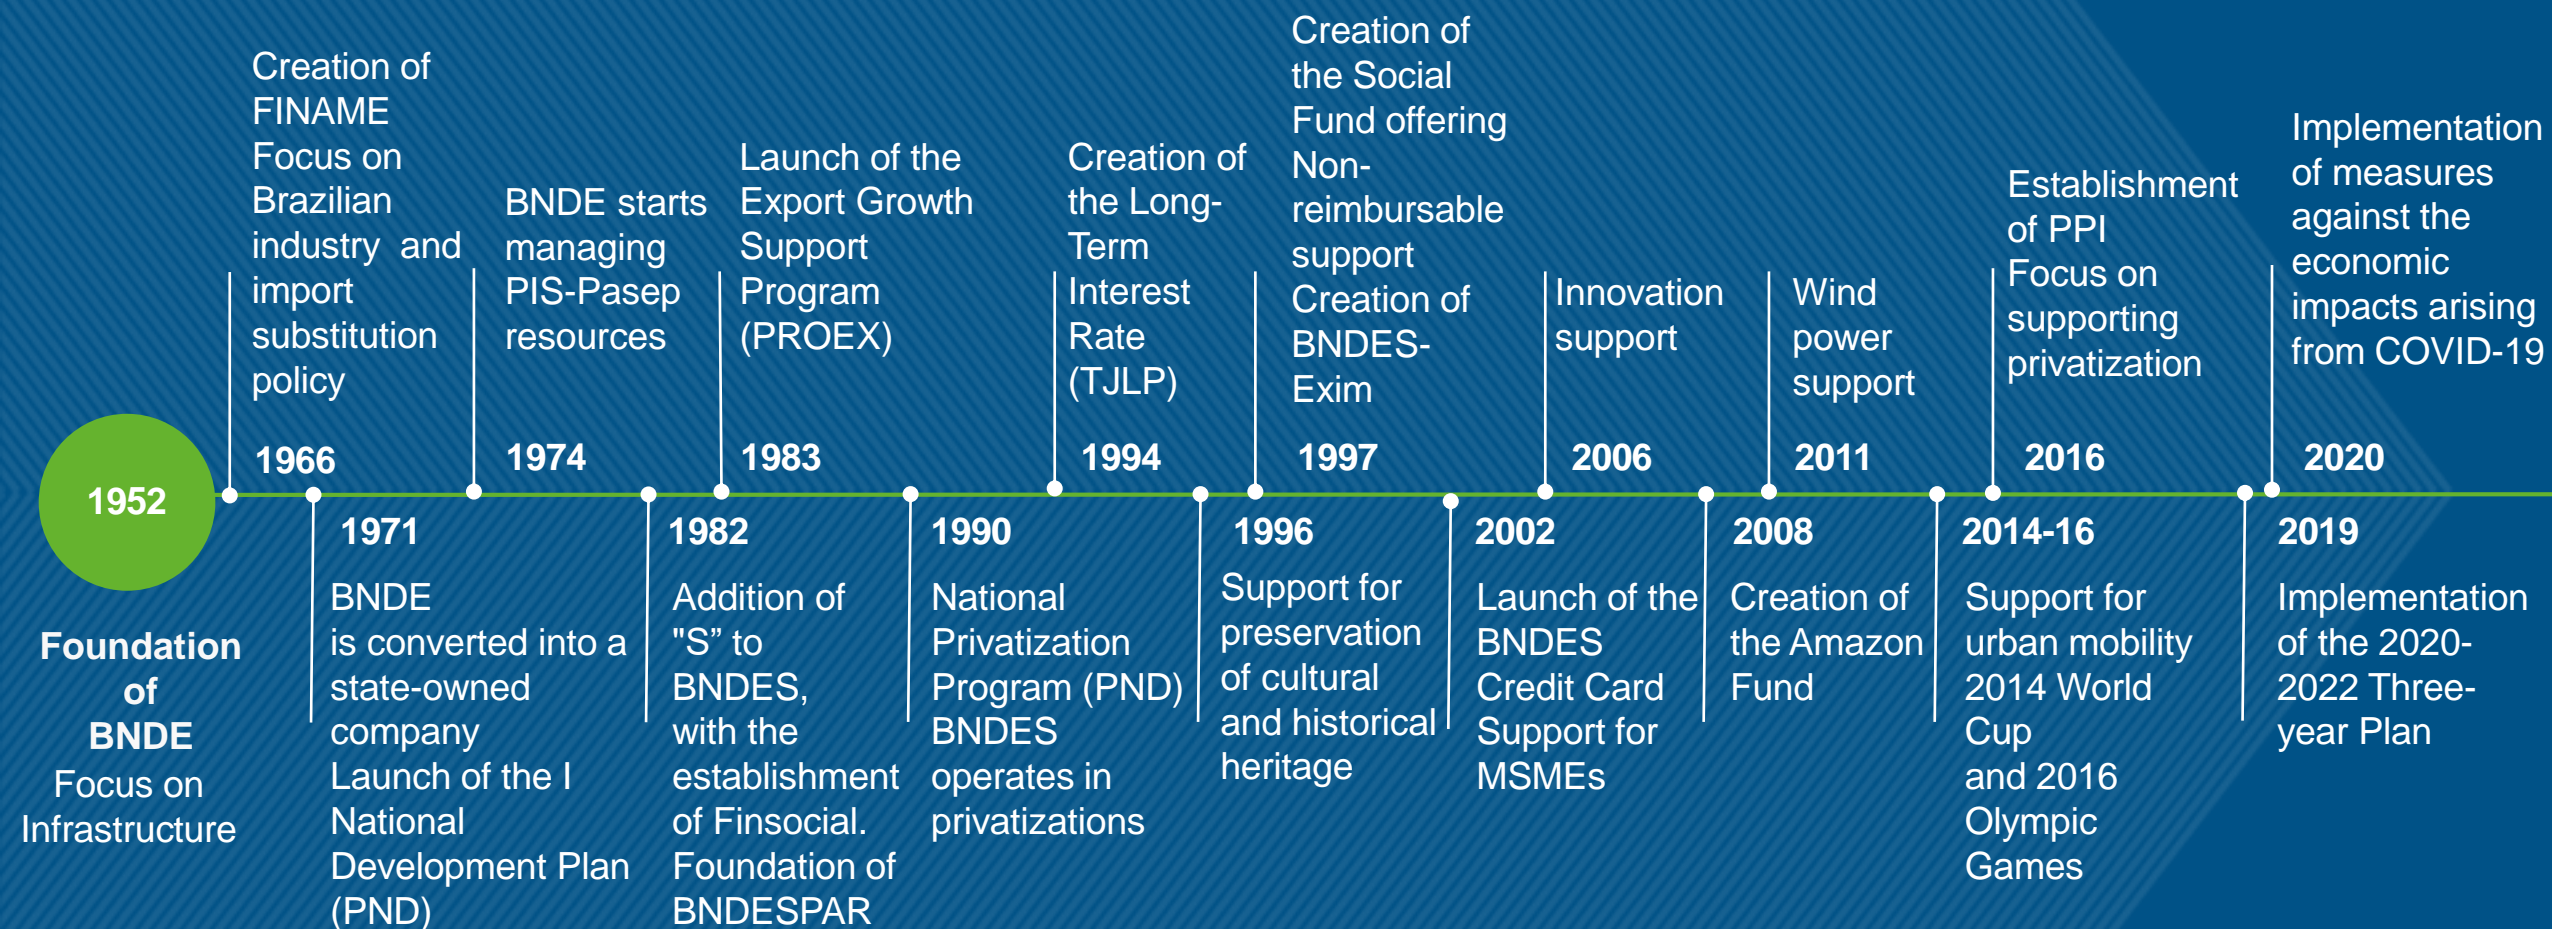 1952
Foundation
of
BNDE
Focus on
Infrastructure
Creation of
FINAME
Focus on
Brazilian
industry  and
import
substitution
policy
1966
1971
BNDE
is converted into a
state-owned
company
Launch of the I
National
Development Plan
(PND)
BNDE starts
managing
PIS-Pasep
resources
1974
1982
Addition of
"S” to
BNDES,
with the
establishment
of Finsocial.
Foundation of
BNDESPAR
Launch of the
Export Growth
Support
Program
(PROEX)
1983
1990
National
Privatization
Program (PND)
BNDES
operates in
privatizations
Creation of
the Long-
Term
Interest
Rate
(TJLP)
1994
1996
Support for
preservation
of cultural
and historical
heritage
Creation of
the Social
Fund offering
Non-
reimbursable
support
Creation of
BNDES-
Exim
1997
2002
Launch of the
BNDES
Credit Card
Support for
MSMEs
Innovation
support
2006
2008
Creation of
the Amazon
Fund
Wind
power
support
2011
2014-16
Support for
urban mobility
2014 World
Cup
and 2016
Olympic
Games
Establishment
of PPI
Focus on
supporting
privatization
2016
2019
Implementation
of the 2020-
2022 Three-
year Plan
Implementation
of measures
against the
economic
impacts arising
from COVID-19
2020